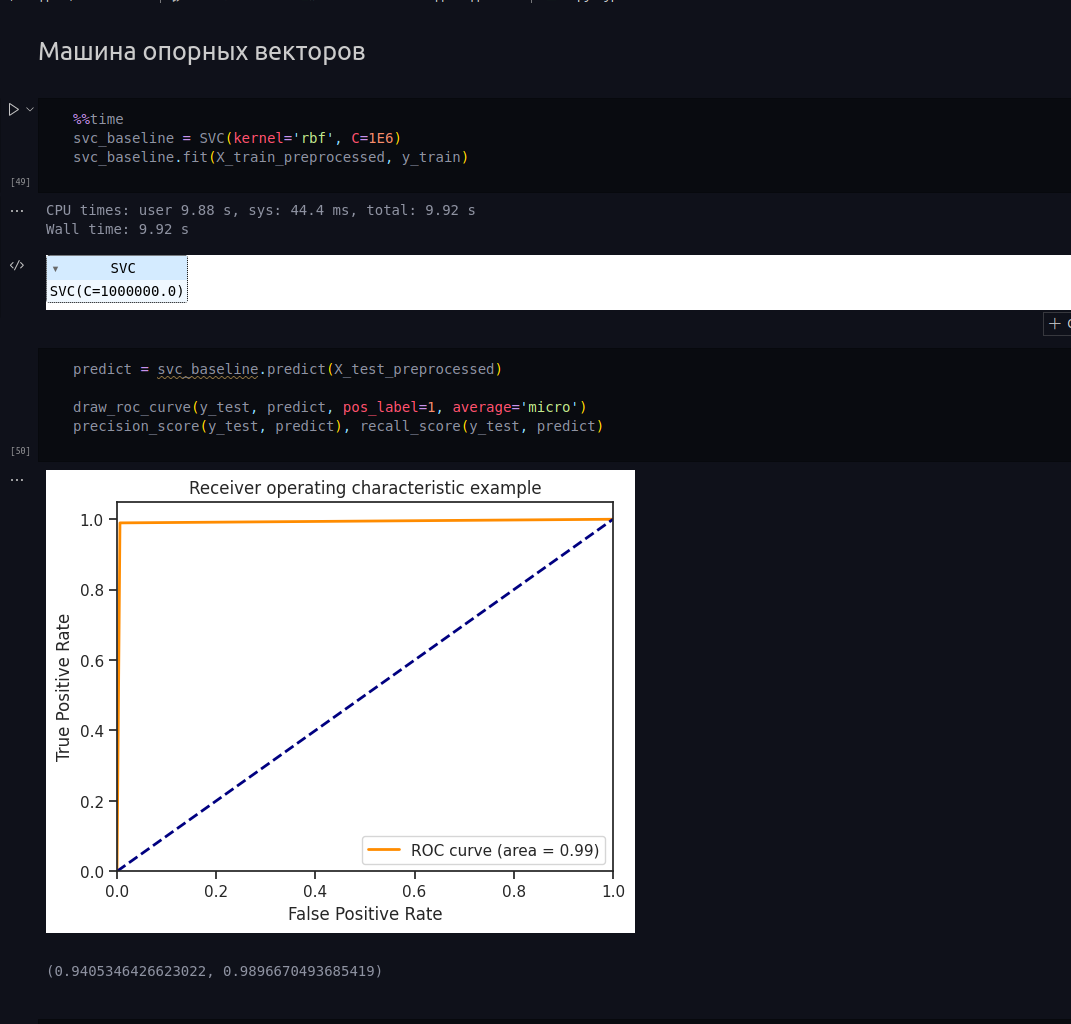 Машина опорных векторов
%%time
svc_baseline = SVC(kernel='rbf', C=1E6)
svc_baseline.fit(X_train_preprocessed, y_train)
[49]
CPU times: user 9.88 s, sys: 44.4 ms, total: 9.92 s
Wall time: 9.92 s
SVC
SVC(C=1000000.0)
predict = svc_baseline.predict(X_test_preprocessed)
draw_roc_curve(y_test, predict, pos_label=1, average='micro')
precision_score(y_test, predict), recall_score(y_test, predict)
[50]
Receiver operating characteristic example
True Positive Rate
1.0
0.8
0.6
0.4
0.2
0.0
ROC curve (area = 0.99)
0.0 0.2 0.4 0.6 0.8 1.0
False Positive Rate
(0.9405346426623022, 0.9896670493685419)